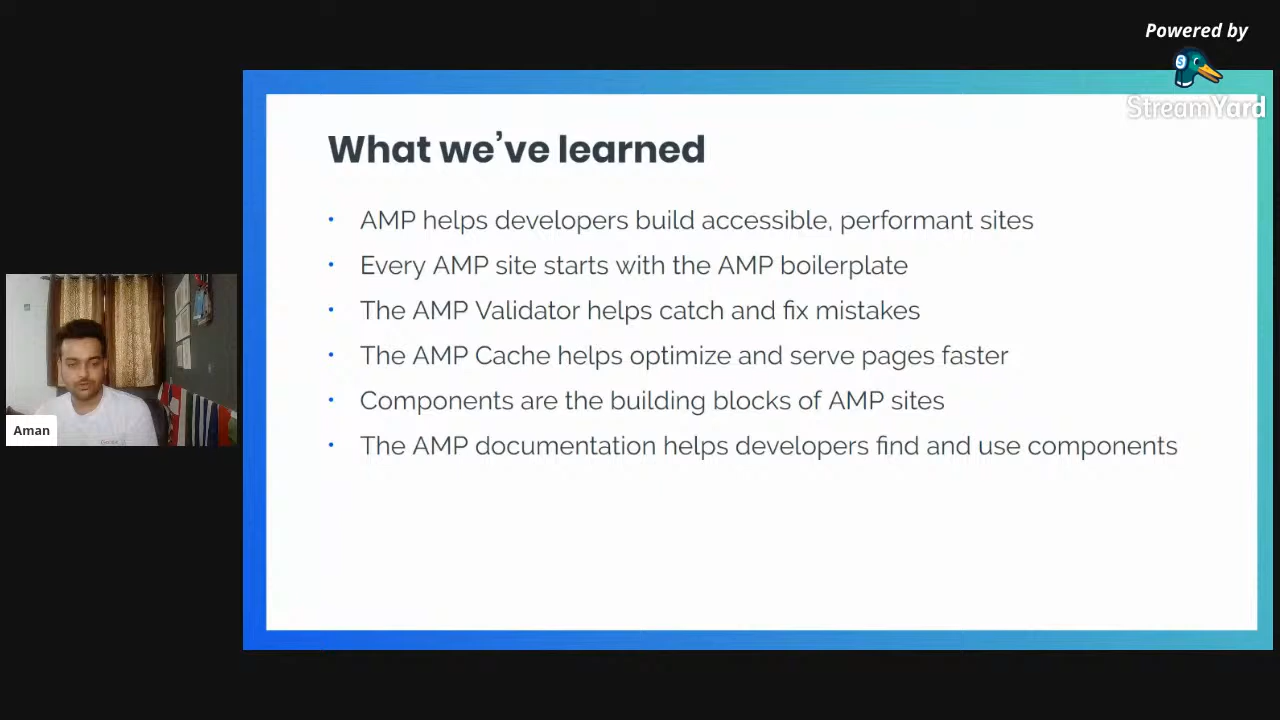 Powered by
StreamYard
What we’ve learned
• AMP helps developers build accessible, performant sites
• Every AMP site starts with the AMP boilerplate
• The AMP Validator helps catch and fix mistakes
• The AMP Cache helps optimize and serve pages faster
• Components are the building blocks of AMP sites
• The AMP documentation helps developers find and use components
Aman